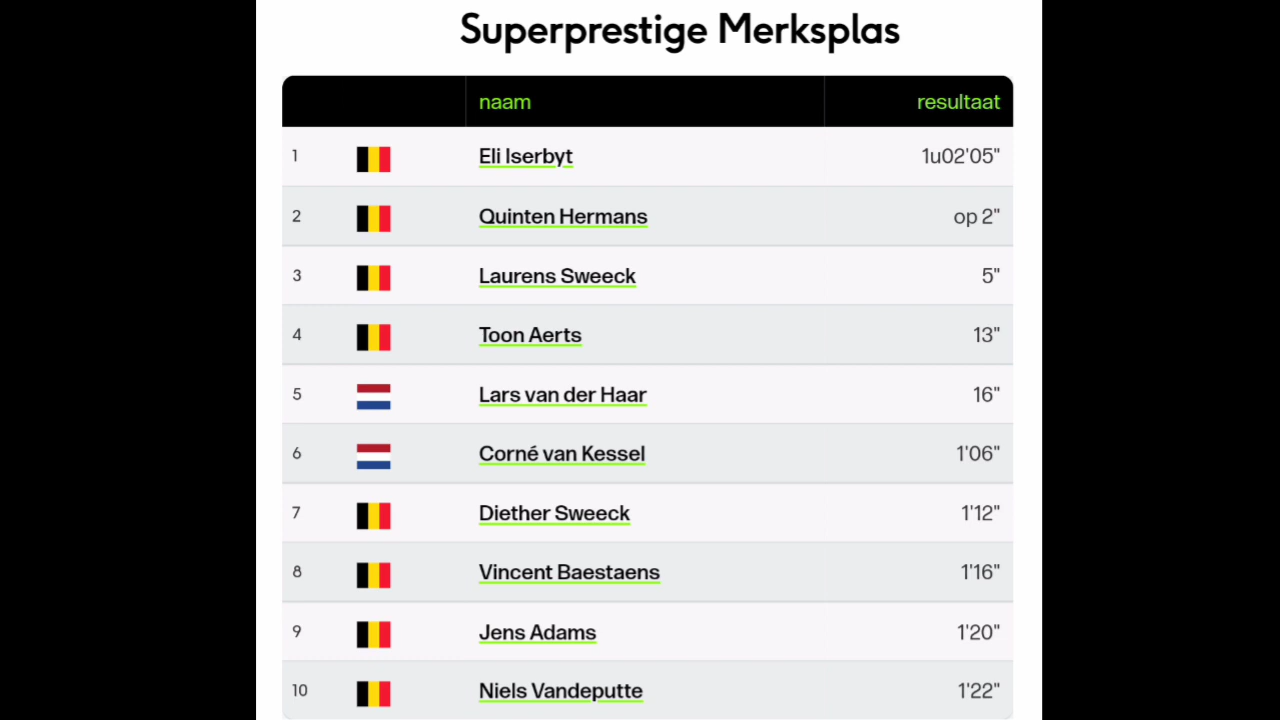 Superprestige Merksplas
naam resultaat
1 Eli Iserbyt 1u02'05"
2 Quinten Hermans op 2"
3 Laurens Sweeck 5"
4 Toon Aerts 13"
5 Lars van der Haar 16"
6 Corné van Kessel 1'06"
7 Diether Sweeck 1'12"
8 Vincent Baestaens 1'16"
9 Jens Adams 1'20"
10 Niels Vandeputte 1'22"